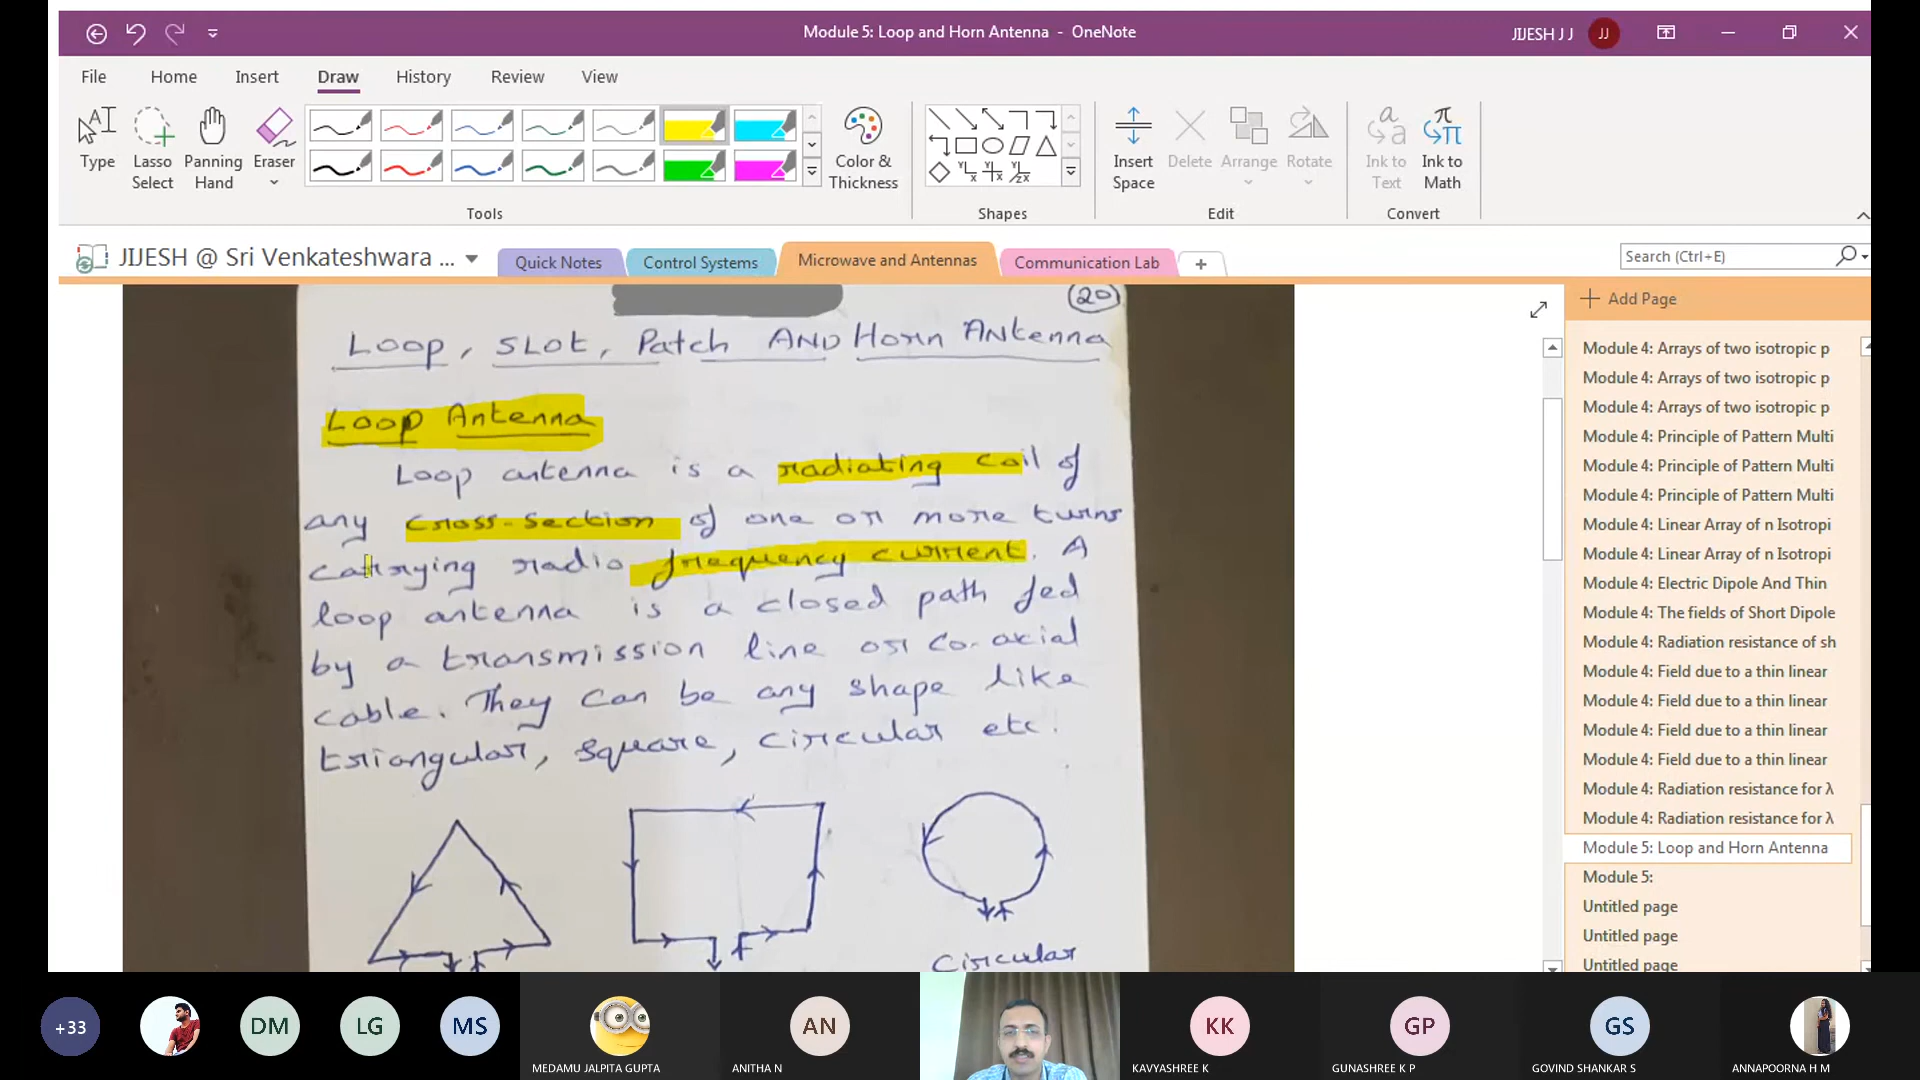 Module 5: Loop and Horn Antenna - OneNote
JIJESH J J
JJ
File Home Insert Draw History Review View
Type
Lasso Select
Panning Hand
Eraser
Color & Thickness
Insert Space
Delete
Arrange
Rotate
Ink to Text
Ink to Math
Tools
Shapes
Edit
Convert
JIJESH @ Sri Venkateshwara ...
Quick Notes
Control Systems
Microwave and Antennas
Communication Lab
Search (Ctrl+E)
20
LOOP, SLOT, Patch AND Horn Antenna
Loop Antenna
Loop antenna is a radiating coil of
any cross-section of one or more turns
carrying radio frequency current. A
loop antenna is a closed path fed
by a transmission line or co-axial
cable. They can be any shape like
triangular, square, circular etc.
Circular
Add Page
Module 4: Arrays of two isotropic p
Module 4: Arrays of two isotropic p
Module 4: Arrays of two isotropic p
Module 4: Principle of Pattern Multi
Module 4: Principle of Pattern Multi
Module 4: Principle of Pattern Multi
Module 4: Linear Array of n Isotropi
Module 4: Linear Array of n Isotropi
Module 4: Electric Dipole And Thin
Module 4: The fields of Short Dipole
Module 4: Radiation resistance of sh
Module 4: Field due to a thin linear
Module 4: Field due to a thin linear
Module 4: Field due to a thin linear
Module 4: Field due to a thin linear
Module 4: Radiation resistance for λ
Module 4: Radiation resistance for λ
Module 5: Loop and Horn Antenna
Module 5:
Untitled page
Untitled page
Untitled page
+33
DM
LG
MS
MEDAMU JALPITA GUPTA
AN
ANITHA N
KK
KAVYASHREE K
GP
GUNASHREE K P
GS
GOVIND SHANKAR S
ANNAPOORNA H M